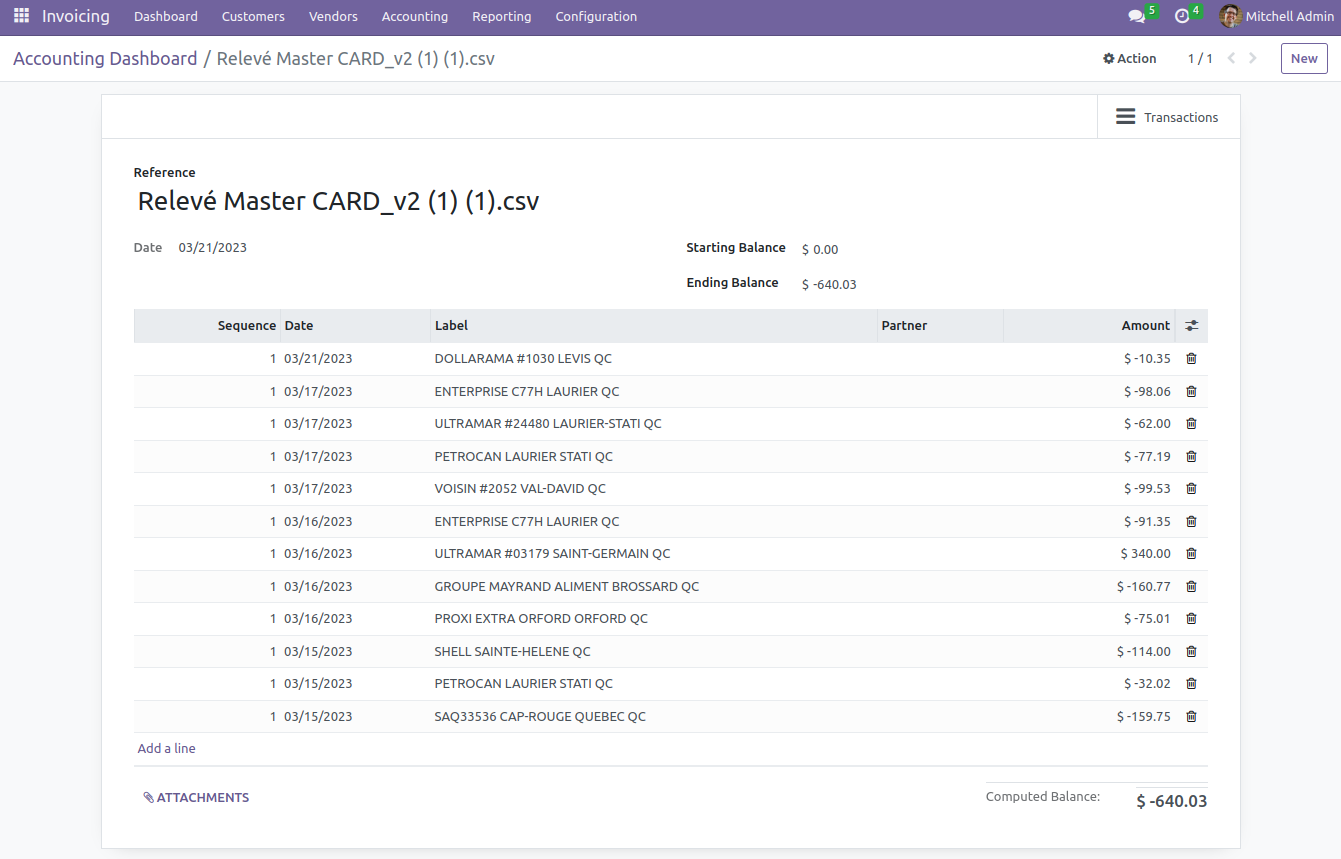 Invoicing Dashboard Customers Vendors Accounting Reporting Configuration 5 4 Mitchell Admin
Accounting Dashboard / Relevé Master CARD_v2 (1) (1).csv Action 1 / 1 New
Transactions
Reference
Relevé Master CARD_v2 (1) (1).csv
Date 03/21/2023 Starting Balance $ 0.00
Ending Balance $ -640.03
Sequence Date Label Partner Amount
1 03/21/2023 DOLLARAMA #1030 LEVIS QC $ -10.35
1 03/17/2023 ENTERPRISE C77H LAURIER QC $ -98.06
1 03/17/2023 ULTRAMAR #24480 LAURIER-STATI QC $ -62.00
1 03/17/2023 PETROCAN LAURIER STATI QC $ -77.19
1 03/17/2023 VOISIN #2052 VAL-DAVID QC $ -99.53
1 03/16/2023 ENTERPRISE C77H LAURIER QC $ -91.35
1 03/16/2023 ULTRAMAR #03179 SAINT-GERMAIN QC $ 340.00
1 03/16/2023 GROUPE MAYRAND ALIMENT BROSSARD QC $ -160.77
1 03/16/2023 PROXI EXTRA ORFORD ORFORD QC $ -75.01
1 03/15/2023 SHELL SAINTE-HELENE QC $ -114.00
1 03/15/2023 PETROCAN LAURIER STATI QC $ -32.02
1 03/15/2023 SAQ33536 CAP-ROUGE QUEBEC QC $ -159.75
Add a line
ATTACHMENTS Computed Balance: $ -640.03